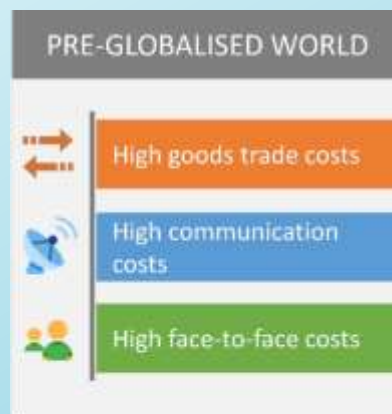 PRE-GLOBALISED WORLD
High goods trade costs
High communication
costs
High face-to-face costs